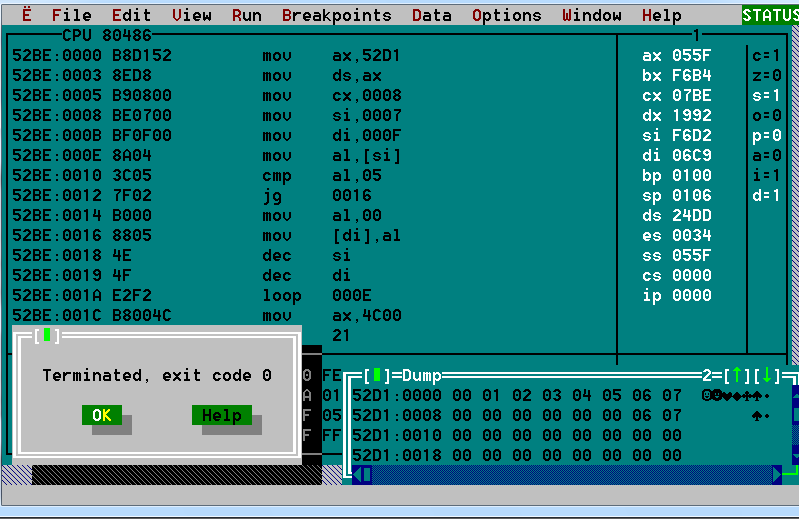 Ë File Edit View Run Breakpoints Data Options Window Help STATUS
CPU 80486 1
52BE:0000 B8D152 mov ax,52D1 ax 055F c=1
52BE:0003 8ED8 mov ds,ax bx F6B4 z=0
52BE:0005 B90800 mov cx,0008 cx 07BE s=1
52BE:0008 BE0700 mov si,0007 dx 1992 o=0
52BE:000B BF0F00 mov di,000F si F6D2 p=0
52BE:000E 8A04 mov al,[si] di 06C9 a=0
52BE:0010 3C05 cmp al,05 bp 0100 i=1
52BE:0012 7F02 jg 0016 sp 0106 d=1
52BE:0014 B000 mov al,00 ds 24DD
52BE:0016 8805 mov [di],al es 0034
52BE:0018 4E dec si ss 055F
52BE:0019 4F dec di cs 0000
52BE:001A E2F2 loop 000E ip 0000
52BE:001C B8004C mov ax,4C00
21
Terminated, exit code 0
OK Help
0 FE
A 01
F 05
F FF
[▮]=Dump 2=[↑][↓]
52D1:0000 00 01 02 03 04 05 06 07 ☺☻♥♦♣♠•
52D1:0008 00 00 00 00 00 00 06 07 ♠•
52D1:0010 00 00 00 00 00 00 00 00
52D1:0018 00 00 00 00 00 00 00 00